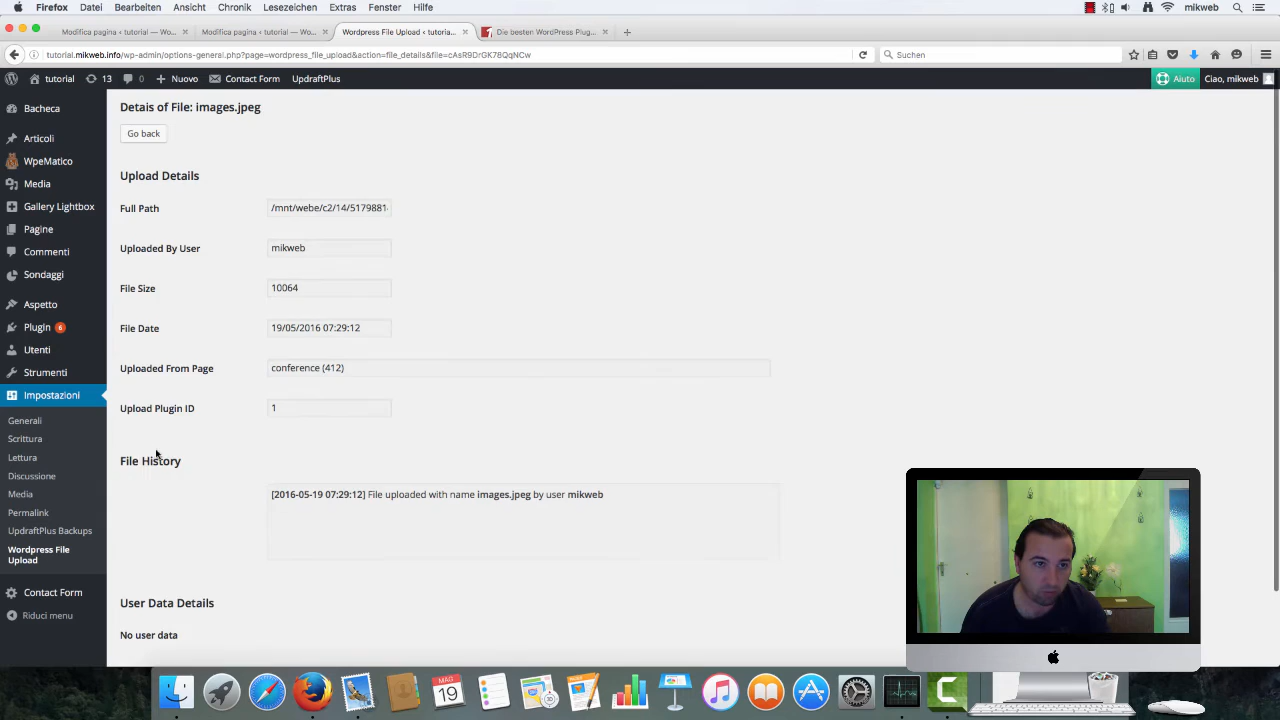 Firefox Datei Bearbeiten Ansicht Chronik Lesezeichen Extras Fenster Hilfe mikweb
Modifica pagina ‹ tutorial — W... Modifica pagina ‹ tutorial — W... Wordpress File Upload ‹ tutoria... Die besten WordPress Plug...
tutorial.mikweb.info/wp-admin/options-general.php?page=wordpress_file_upload&action=file_details&file=cAsR9DrGK78QqNCw Suchen
tutorial 13 0 + Nuovo Contact Form UpdraftPlus Aiuto Ciao, mikweb
Bacheca
Articoli
WpeMatico
Media
Gallery Lightbox
Pagine
Commenti
Sondaggi
Aspetto
Plugin 6
Utenti
Strumenti
Impostazioni
Generali
Scrittura
Lettura
Discussione
Media
Permalink
UpdraftPlus Backups
Wordpress File
Upload
Contact Form
Riduci menu
Detais of File: images.jpeg
Go back
Upload Details
Full Path /mnt/webe/c2/14/5179881
Uploaded By User mikweb
File Size 10064
File Date 19/05/2016 07:29:12
Uploaded From Page conference (412)
Upload Plugin ID 1
File History
[2016-05-19 07:29:12] File uploaded with name images.jpeg by user mikweb
User Data Details
No user data
MAG
19